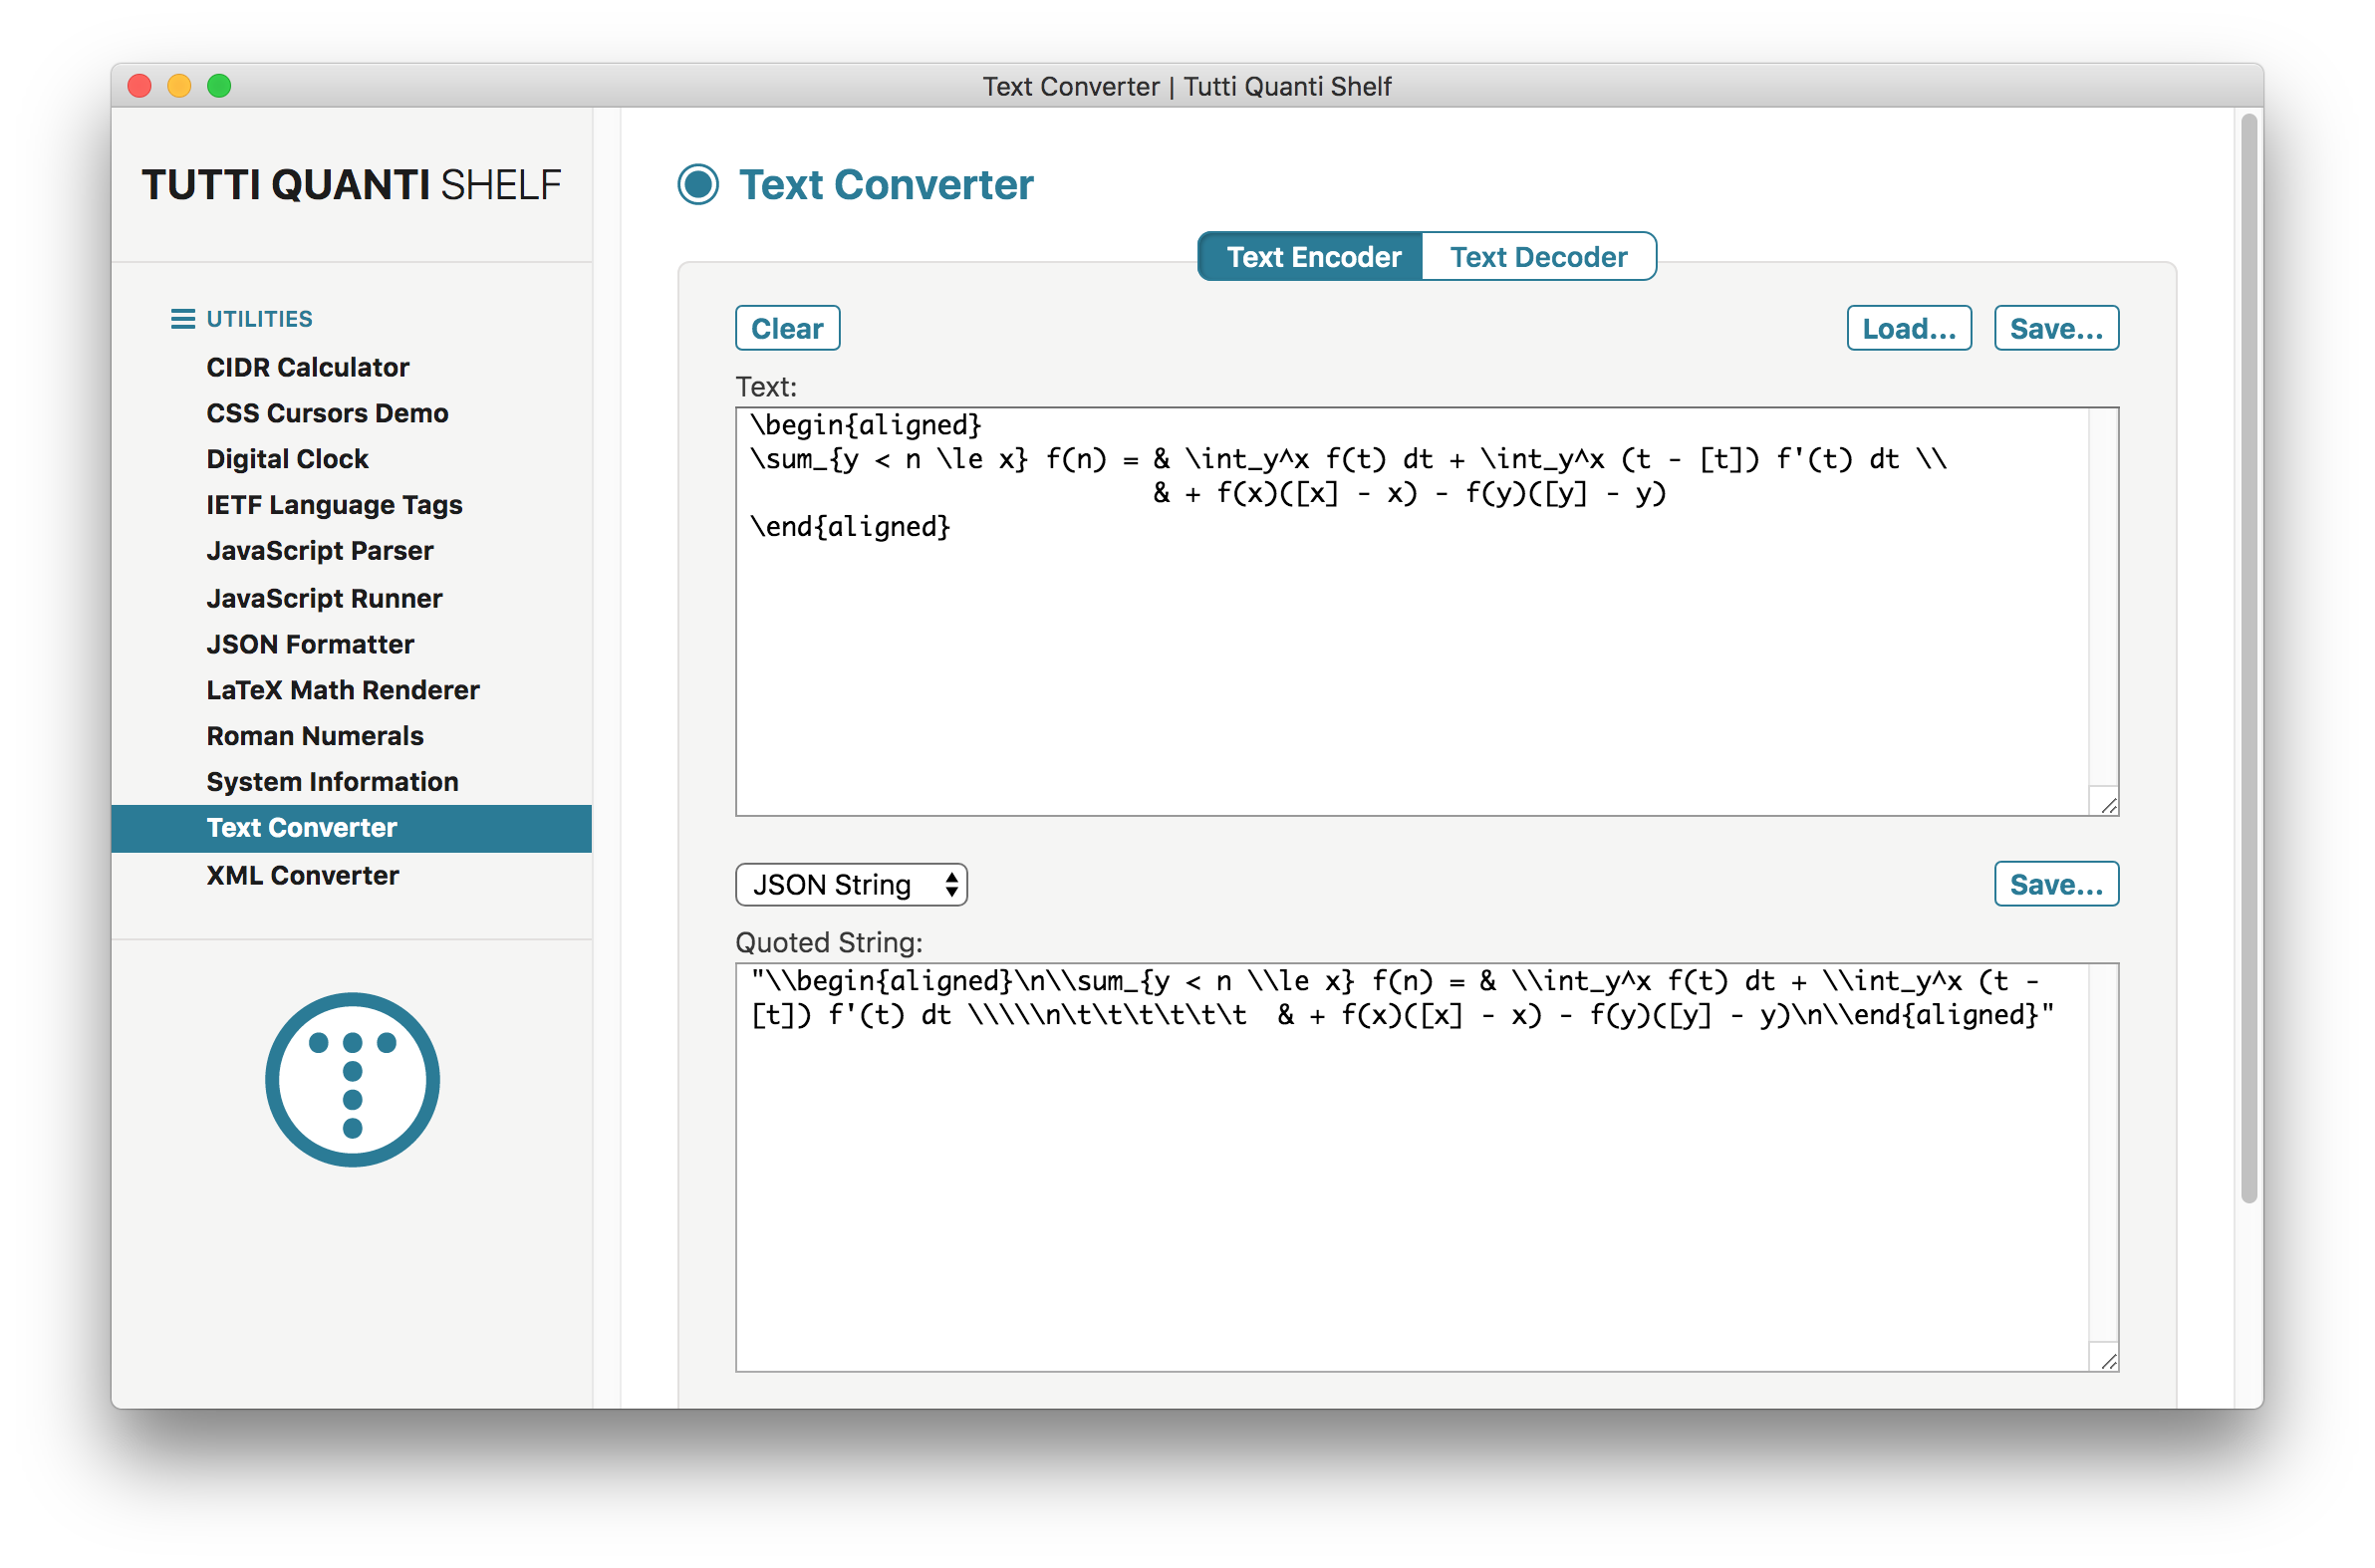 Text Converter | Tutti Quanti Shelf
TUTTI QUANTI SHELF
UTILITIES
CIDR Calculator
CSS Cursors Demo
Digital Clock
IETF Language Tags
JavaScript Parser
JavaScript Runner
JSON Formatter
LaTeX Math Renderer
Roman Numerals
System Information
Text Converter
XML Converter
Text Converter
Text Encoder Text Decoder
Clear Load... Save...
Text:
\begin{aligned}
\sum_{y < n \le x} f(n) = & \int_y^x f(t) dt + \int_y^x (t - [t]) f'(t) dt \\
& + f(x)([x] - x) - f(y)([y] - y)
\end{aligned}
JSON String Save...
Quoted String:
"\\begin{aligned}\n\\sum_{y < n \\le x} f(n) = & \\int_y^x f(t) dt + \\int_y^x (t -
[t]) f'(t) dt \\\\\n\t\t\t\t\t\t  & + f(x)([x] - x) - f(y)([y] - y)\n\\end{aligned}"